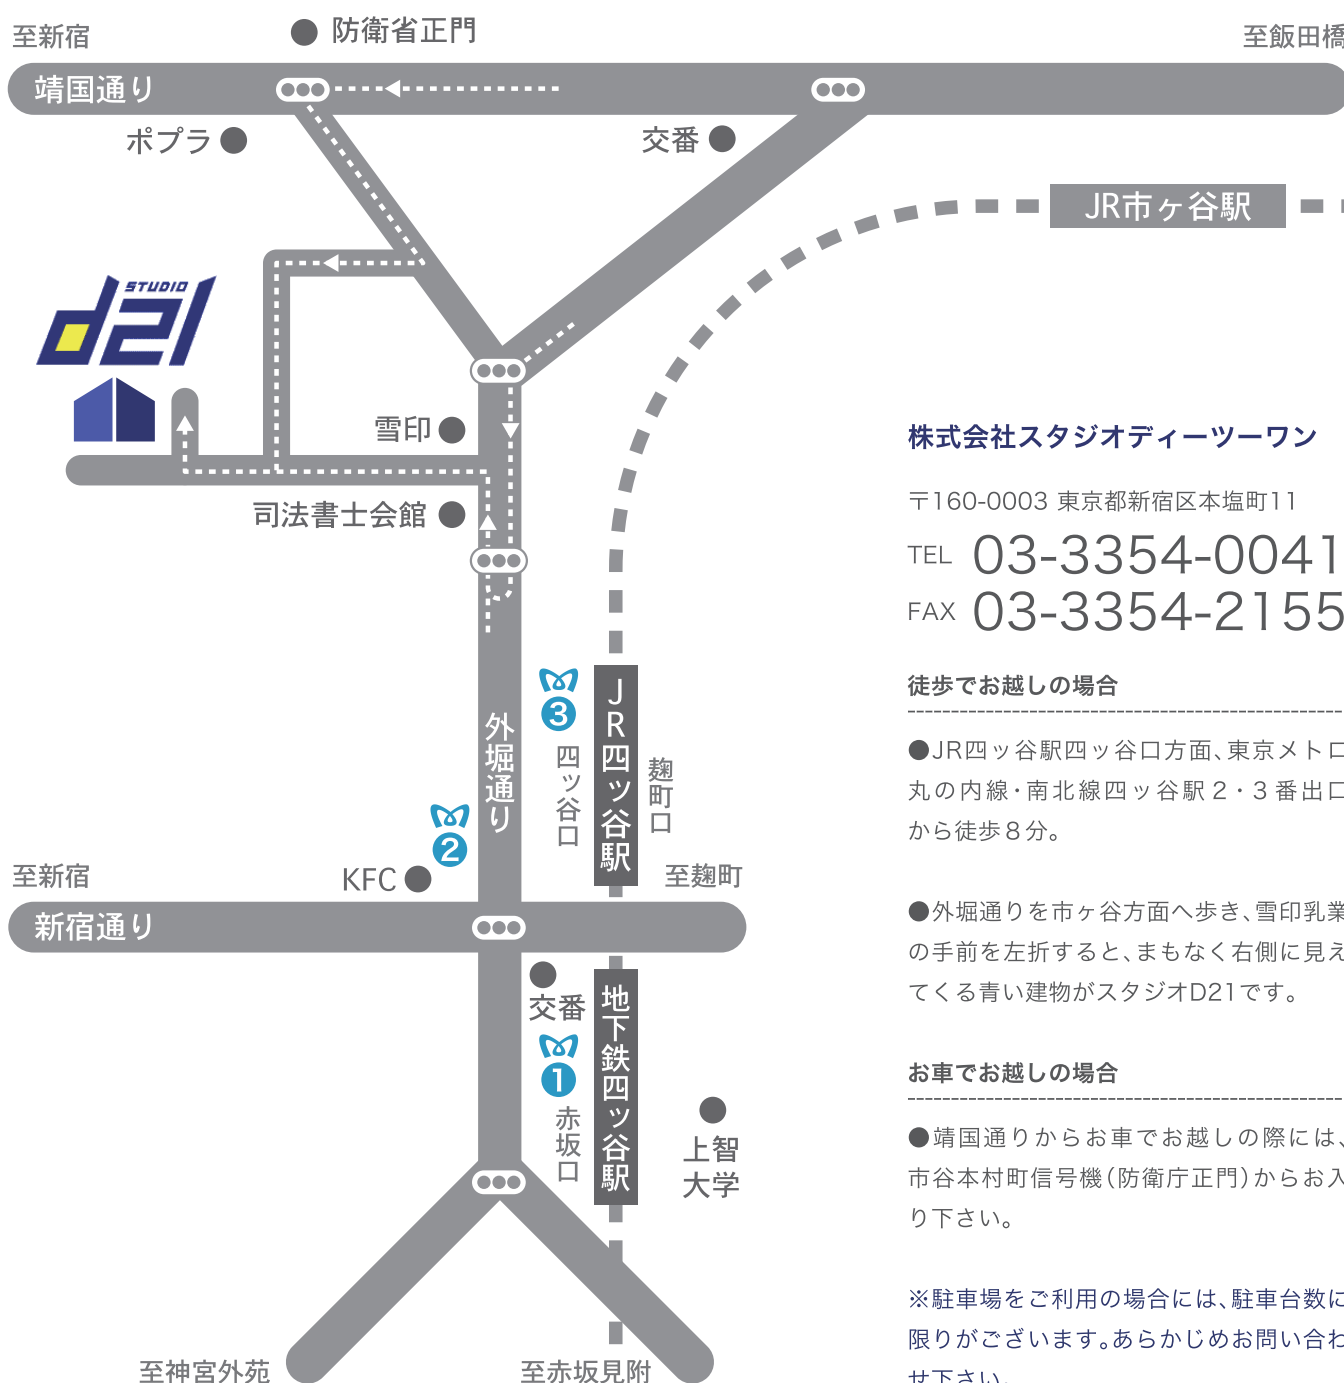 至新宿
防衛省正門
至飯田橋
靖国通り
ポプラ
交番
JR市ヶ谷駅
STUDIO
d21
雪印
司法書士会館
外堀通り
3
四ッ谷口
JR四ッ谷駅
麹町口
2
KFC
至新宿
至麹町
新宿通り
交番
1
赤坂口
地下鉄四ッ谷駅
上智
大学
至神宮外苑
至赤坂見附
株式会社スタジオディーツーワン
〒160-0003 東京都新宿区本塩町11
TEL 03-3354-0041
FAX 03-3354-2155
徒歩でお越しの場合
●JR四ッ谷駅四ッ谷口方面、東京メトロ
丸の内線・南北線四ッ谷駅2・3番出口
から徒歩8分。
●外堀通りを市ヶ谷方面へ歩き、雪印乳業
の手前を左折すると、まもなく右側に見え
てくる青い建物がスタジオD21です。
お車でお越しの場合
●靖国通りからお車でお越しの際には、
市谷本村町信号機（防衛庁正門）からお入
り下さい。
※駐車場をご利用の場合には、駐車台数に
限りがございます。あらかじめお問い合わ
せ下さい。